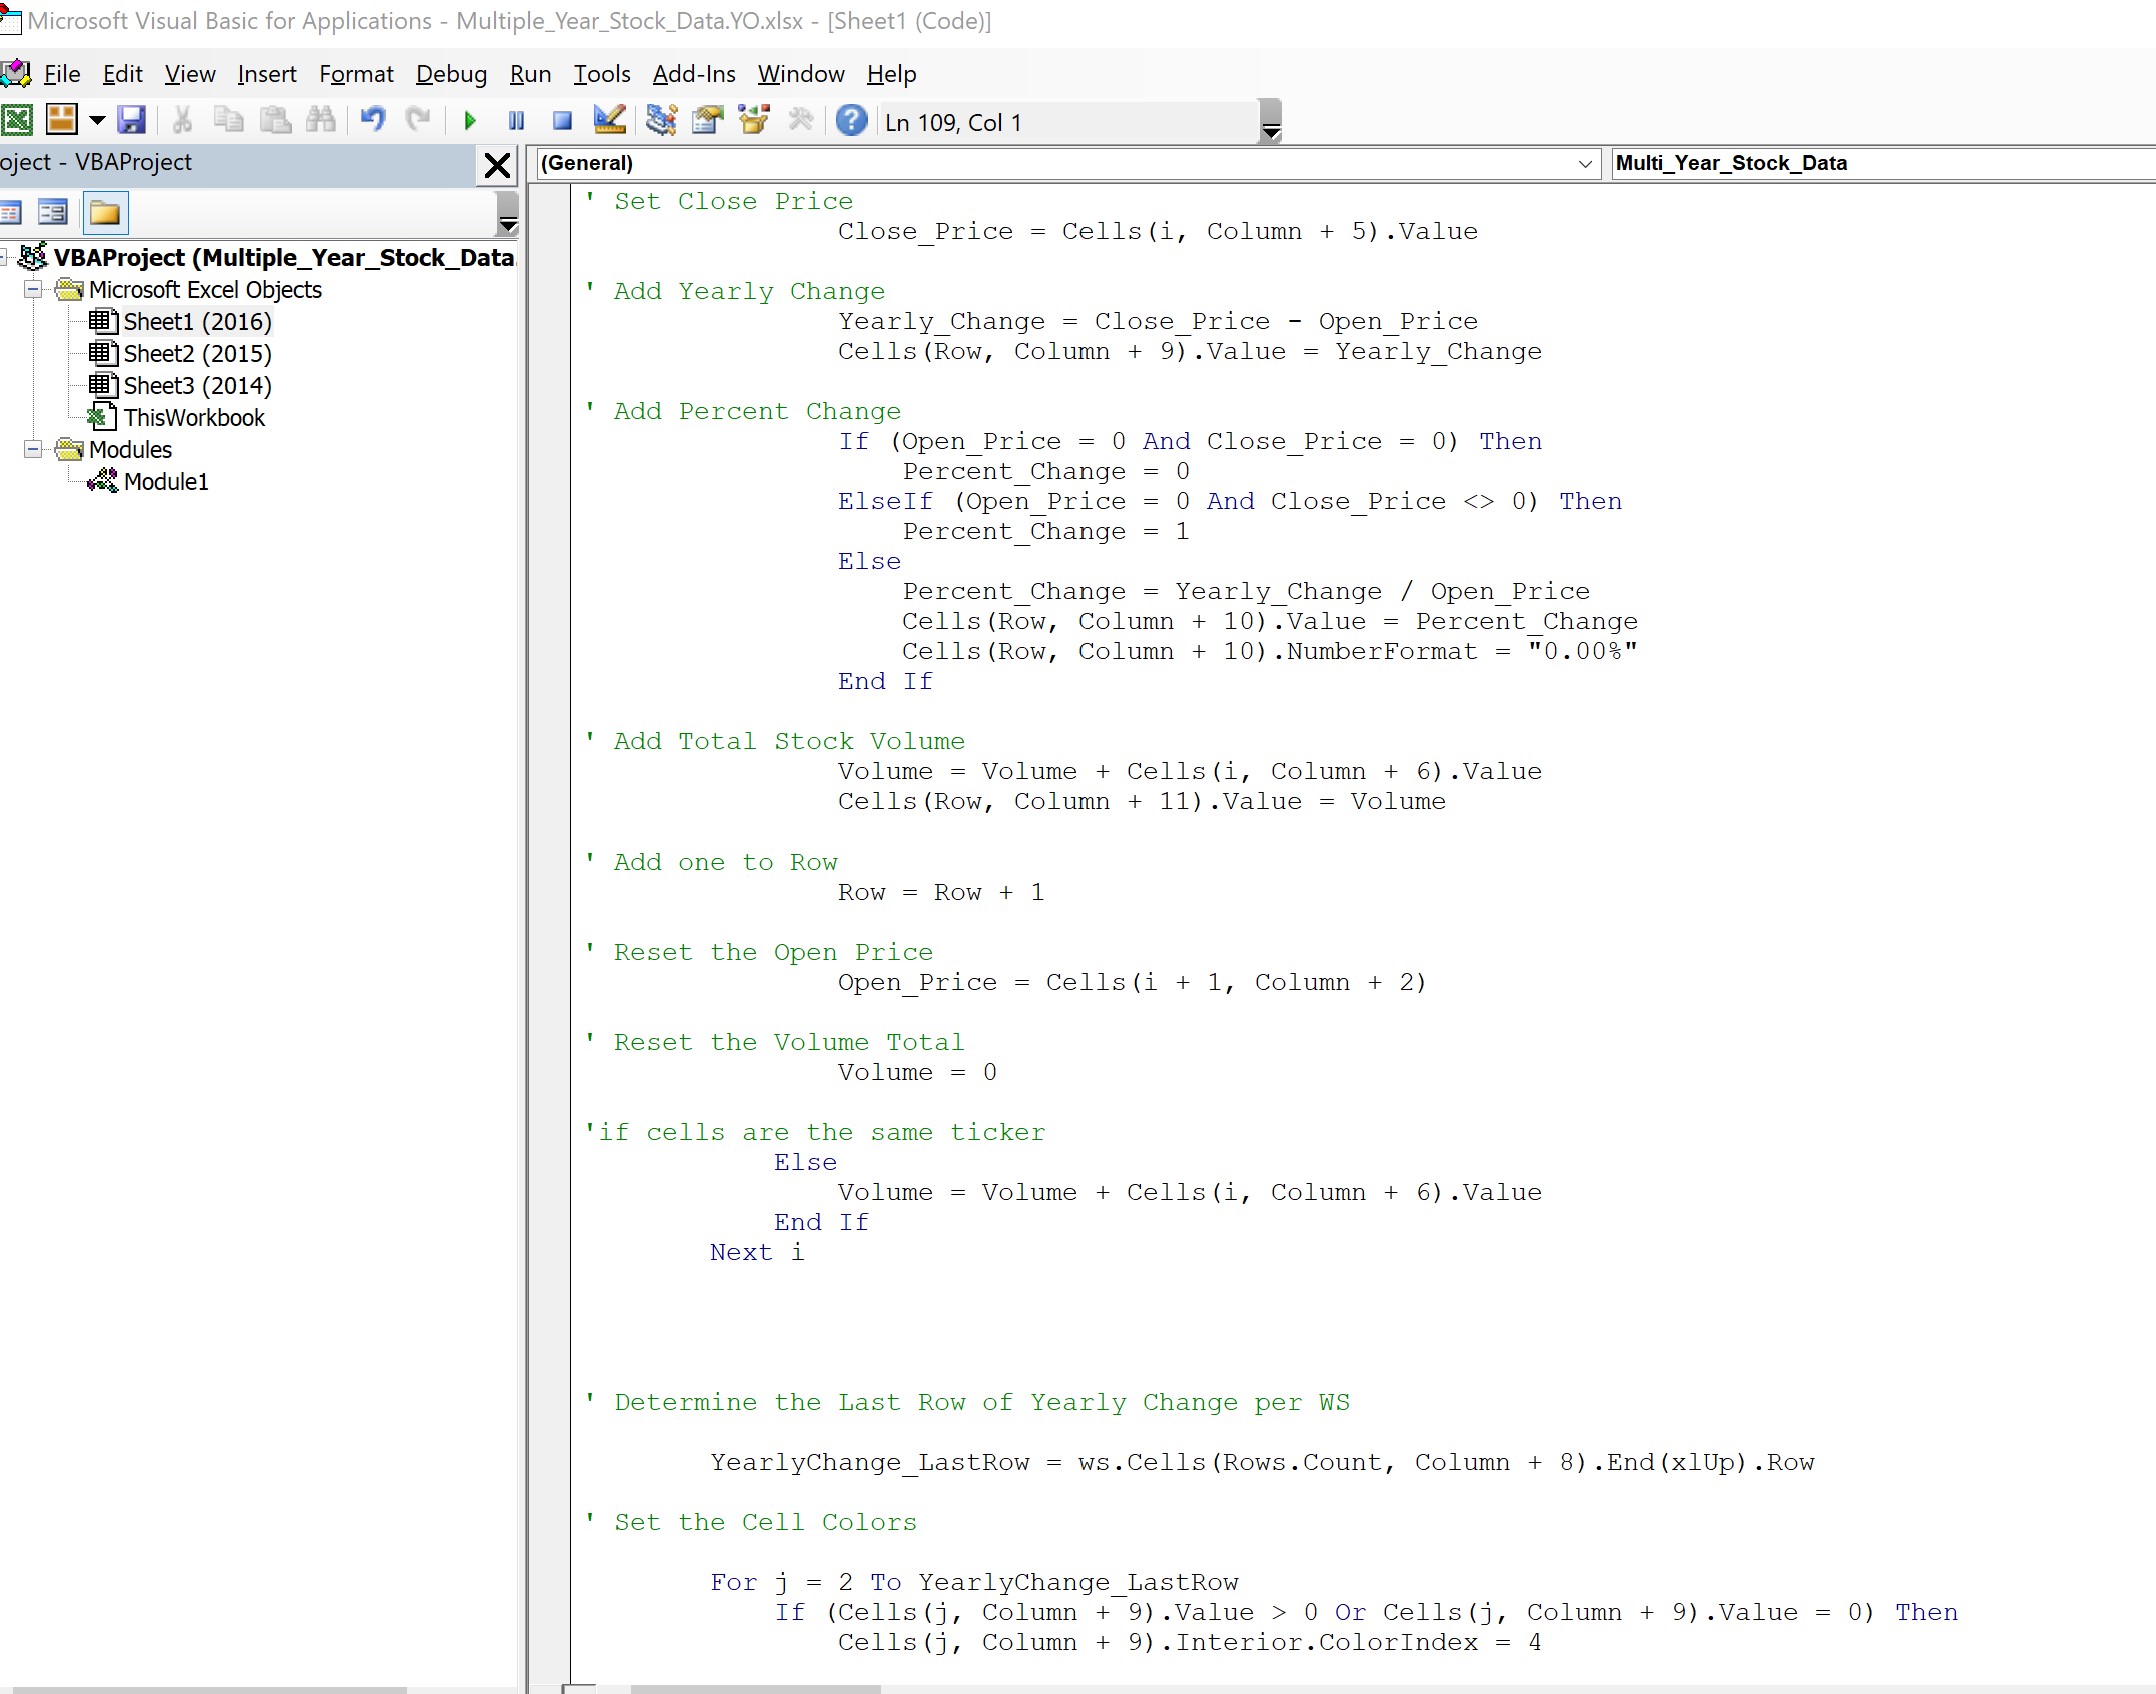 Microsoft Visual Basic for Applications - Multiple_Year_Stock_Data.YO.xlsx - [Sheet1 (Code)]
File Edit View Insert Format Debug Run Tools Add-Ins Window Help
Ln 109, Col 1
oject - VBAProject
(General)
Multi_Year_Stock_Data
VBAProject (Multiple_Year_Stock_Data.
Microsoft Excel Objects
Sheet1 (2016)
Sheet2 (2015)
Sheet3 (2014)
ThisWorkbook
Modules
Module1
' Set Close Price
Close_Price = Cells(i, Column + 5).Value
' Add Yearly Change
Yearly_Change = Close_Price - Open_Price
Cells(Row, Column + 9).Value = Yearly_Change
' Add Percent Change
If (Open_Price = 0 And Close_Price = 0) Then
Percent_Change = 0
ElseIf (Open_Price = 0 And Close_Price <> 0) Then
Percent_Change = 1
Else
Percent_Change = Yearly_Change / Open_Price
Cells(Row, Column + 10).Value = Percent_Change
Cells(Row, Column + 10).NumberFormat = "0.00%"
End If
' Add Total Stock Volume
Volume = Volume + Cells(i, Column + 6).Value
Cells(Row, Column + 11).Value = Volume
' Add one to Row
Row = Row + 1
' Reset the Open Price
Open_Price = Cells(i + 1, Column + 2)
' Reset the Volume Total
Volume = 0
'if cells are the same ticker
Else
Volume = Volume + Cells(i, Column + 6).Value
End If
Next i
' Determine the Last Row of Yearly Change per WS
YearlyChange_LastRow = ws.Cells(Rows.Count, Column + 8).End(xlUp).Row
' Set the Cell Colors
For j = 2 To YearlyChange_LastRow
If (Cells(j, Column + 9).Value > 0 Or Cells(j, Column + 9).Value = 0) Then
Cells(j, Column + 9).Interior.ColorIndex = 4